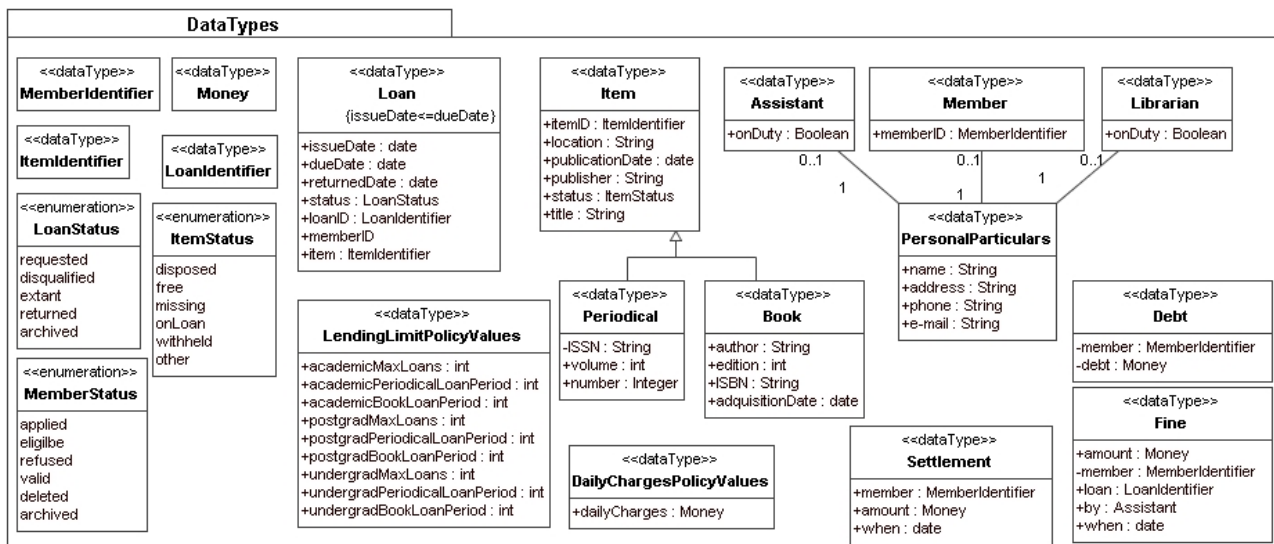 DataTypes
<<dataType>>
MemberIdentifier
<<dataType>>
Money
<<dataType>>
ItemIdentifier
<<dataType>>
LoanIdentifier
<<enumeration>>
LoanStatus
requested
disqualified
extant
returned
archived
<<enumeration>>
ItemStatus
disposed
free
missing
onLoan
withheld
other
<<enumeration>>
MemberStatus
applied
eligilbe
refused
valid
deleted
archived
<<dataType>>
Loan
{issueDate<=dueDate}
+issueDate : date
+dueDate : date
+returnedDate : date
+status : LoanStatus
+loanID : LoanIdentifier
+memberID
+item : ItemIdentifier
<<dataType>>
LendingLimitPolicyValues
+academicMaxLoans : int
+academicPeriodicalLoanPeriod : int
+academicBookLoanPeriod : int
+postgradMaxLoans : int
+postgradPeriodicalLoanPeriod : int
+postgradBookLoanPeriod : int
+undergradMaxLoans : int
+undergradPeriodicalLoanPeriod : int
+undergradBookLoanPeriod : int
<<dataType>>
Item
+itemID : ItemIdentifier
+location : String
+publicationDate : date
+publisher : String
+status : ItemStatus
+title : String
<<dataType>>
Periodical
-ISSN : String
+volume : int
+number : Integer
<<dataType>>
Book
+author : String
+edition : int
+ISBN : String
+adquisitionDate : date
<<dataType>>
DailyChargesPolicyValues
+dailyCharges : Money
<<dataType>>
Assistant
+onDuty : Boolean
<<dataType>>
Member
+memberID : MemberIdentifier
<<dataType>>
Librarian
+onDuty : Boolean
0..1
0..1
0..1
1
1
1
<<dataType>>
PersonalParticulars
+name : String
+address : String
+phone : String
+e-mail : String
<<dataType>>
Debt
-member : MemberIdentifier
-debt : Money
<<dataType>>
Settlement
+member : MemberIdentifier
+amount : Money
+when : date
<<dataType>>
Fine
+amount : Money
-member : MemberIdentifier
+loan : LoanIdentifier
+by : Assistant
+when : date